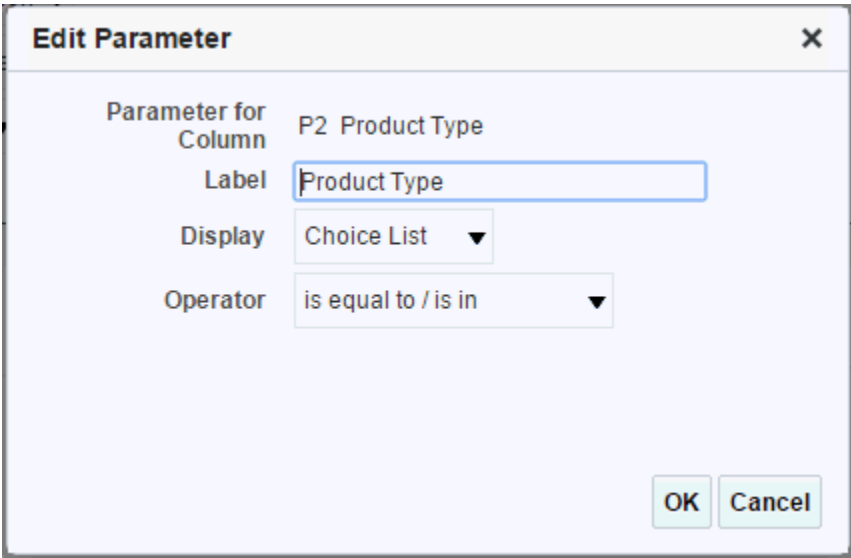 Edit Parameter ×
Parameter for
Column
P2 Product Type
Label Product Type
Display Choice List
Operator is equal to / is in
OK Cancel